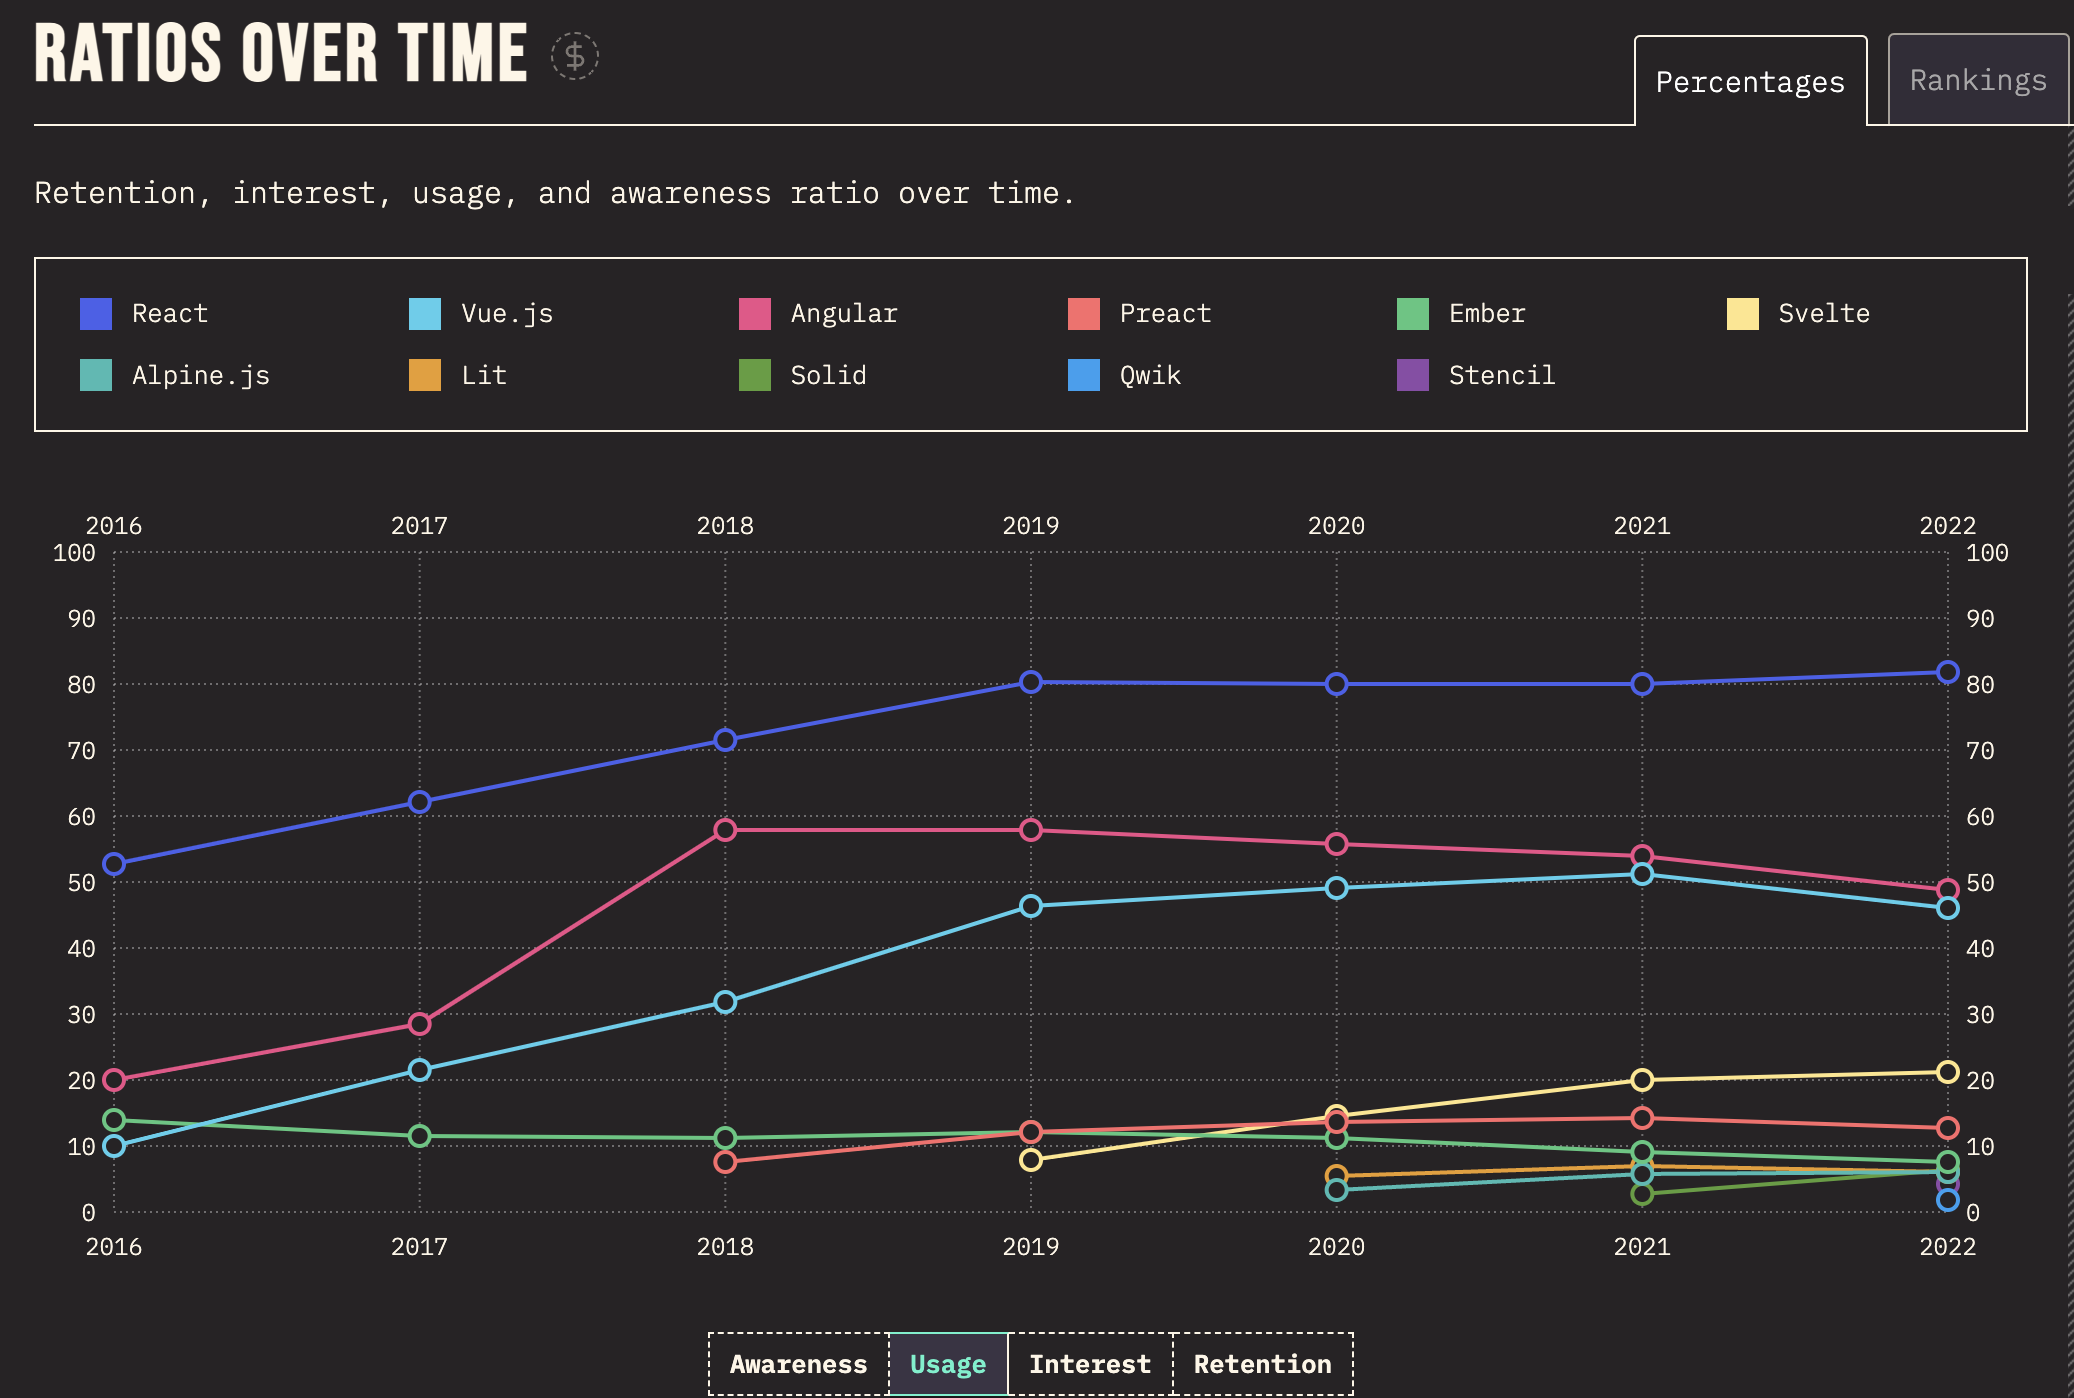 RATIOS OVER TIME $
Percentages Rankings
Retention, interest, usage, and awareness ratio over time.
React Vue.js Angular Preact Ember Svelte
Alpine.js Lit Solid Qwik Stencil
2016 2017 2018 2019 2020 2021 2022
100 100
90 90
80 80
70 70
60 60
50 50
40 40
30 30
20 20
10 10
0 0
2016 2017 2018 2019 2020 2021 2022
Awareness Usage Interest Retention